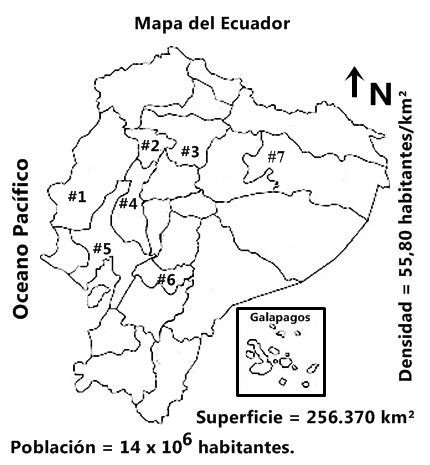 Mapa del Ecuador
N
#2
#3
#7
#1
#4
#5
#6
Oceano Pacífico
Densidad = 55,80 habitantes/km²
Galapagos
Superficie = 256.370 km²
Población = 14 x 10⁶ habitantes.